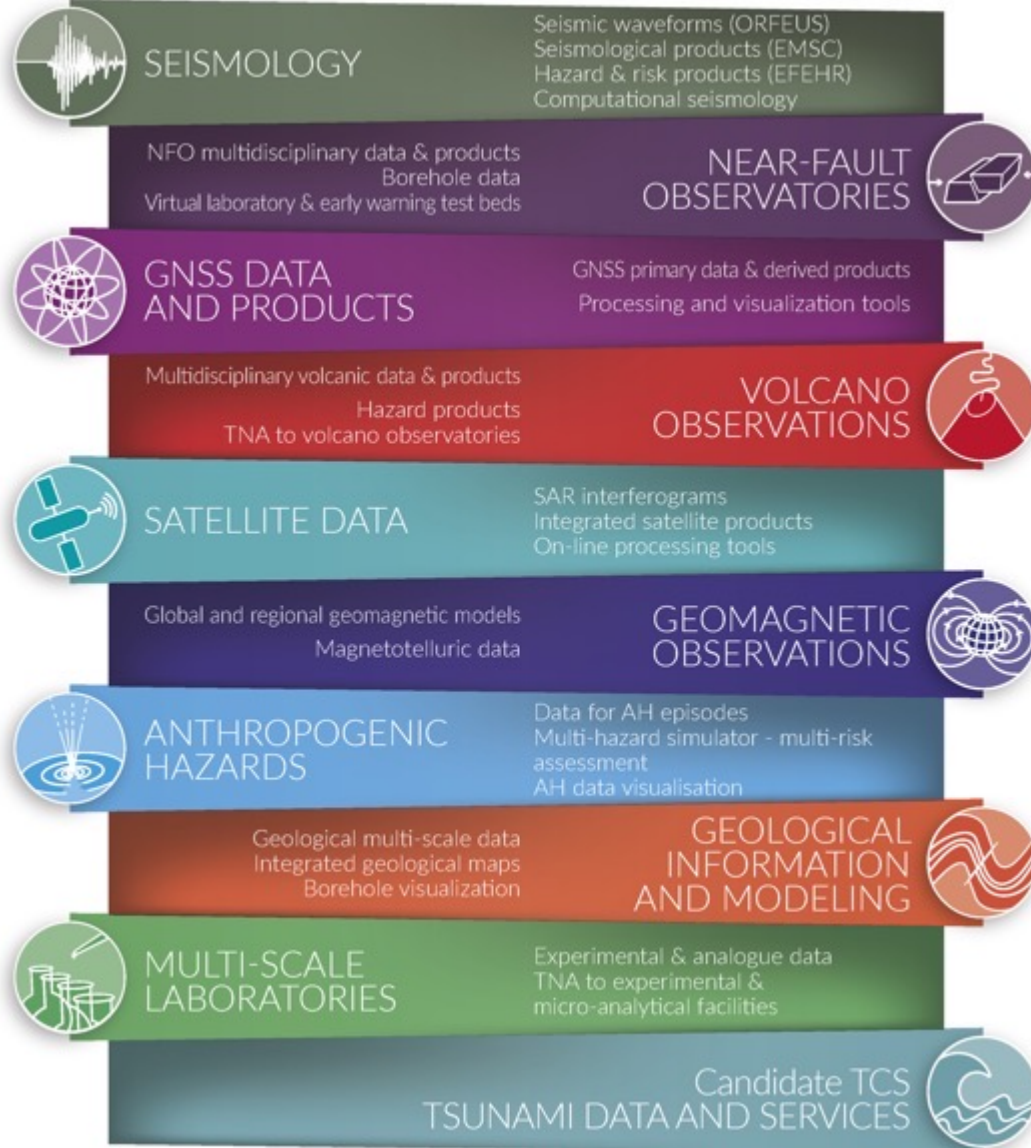 SEISMOLOGY
Seismic waveforms (ORFEUS)
Seismological products (EMSC)
Hazard & risk products (EFEHR)
Computational seismology
NFO multidisciplinary data & products
Borehole data
Virtual laboratory & early warning test beds
NEAR-FAULT
OBSERVATORIES
GNSS DATA
AND PRODUCTS
GNSS primary data & derived products
Processing and visualization tools
Multidisciplinary volcanic data & products
Hazard products
TNA to volcano observatories
VOLCANO
OBSERVATIONS
SATELLITE DATA
SAR interferograms
Integrated satellite products
On-line processing tools
Global and regional geomagnetic models
Magnetotelluric data
GEOMAGNETIC
OBSERVATIONS
ANTHROPOGENIC
HAZARDS
Data for AH episodes
Multi-hazard simulator - multi-risk
assessment
AH data visualisation
Geological multi-scale data
Integrated geological maps
Borehole visualization
GEOLOGICAL
INFORMATION
AND MODELING
MULTI-SCALE
LABORATORIES
Experimental & analogue data
TNA to experimental &
micro-analytical facilities
Candidate TCS
TSUNAMI DATA AND SERVICES